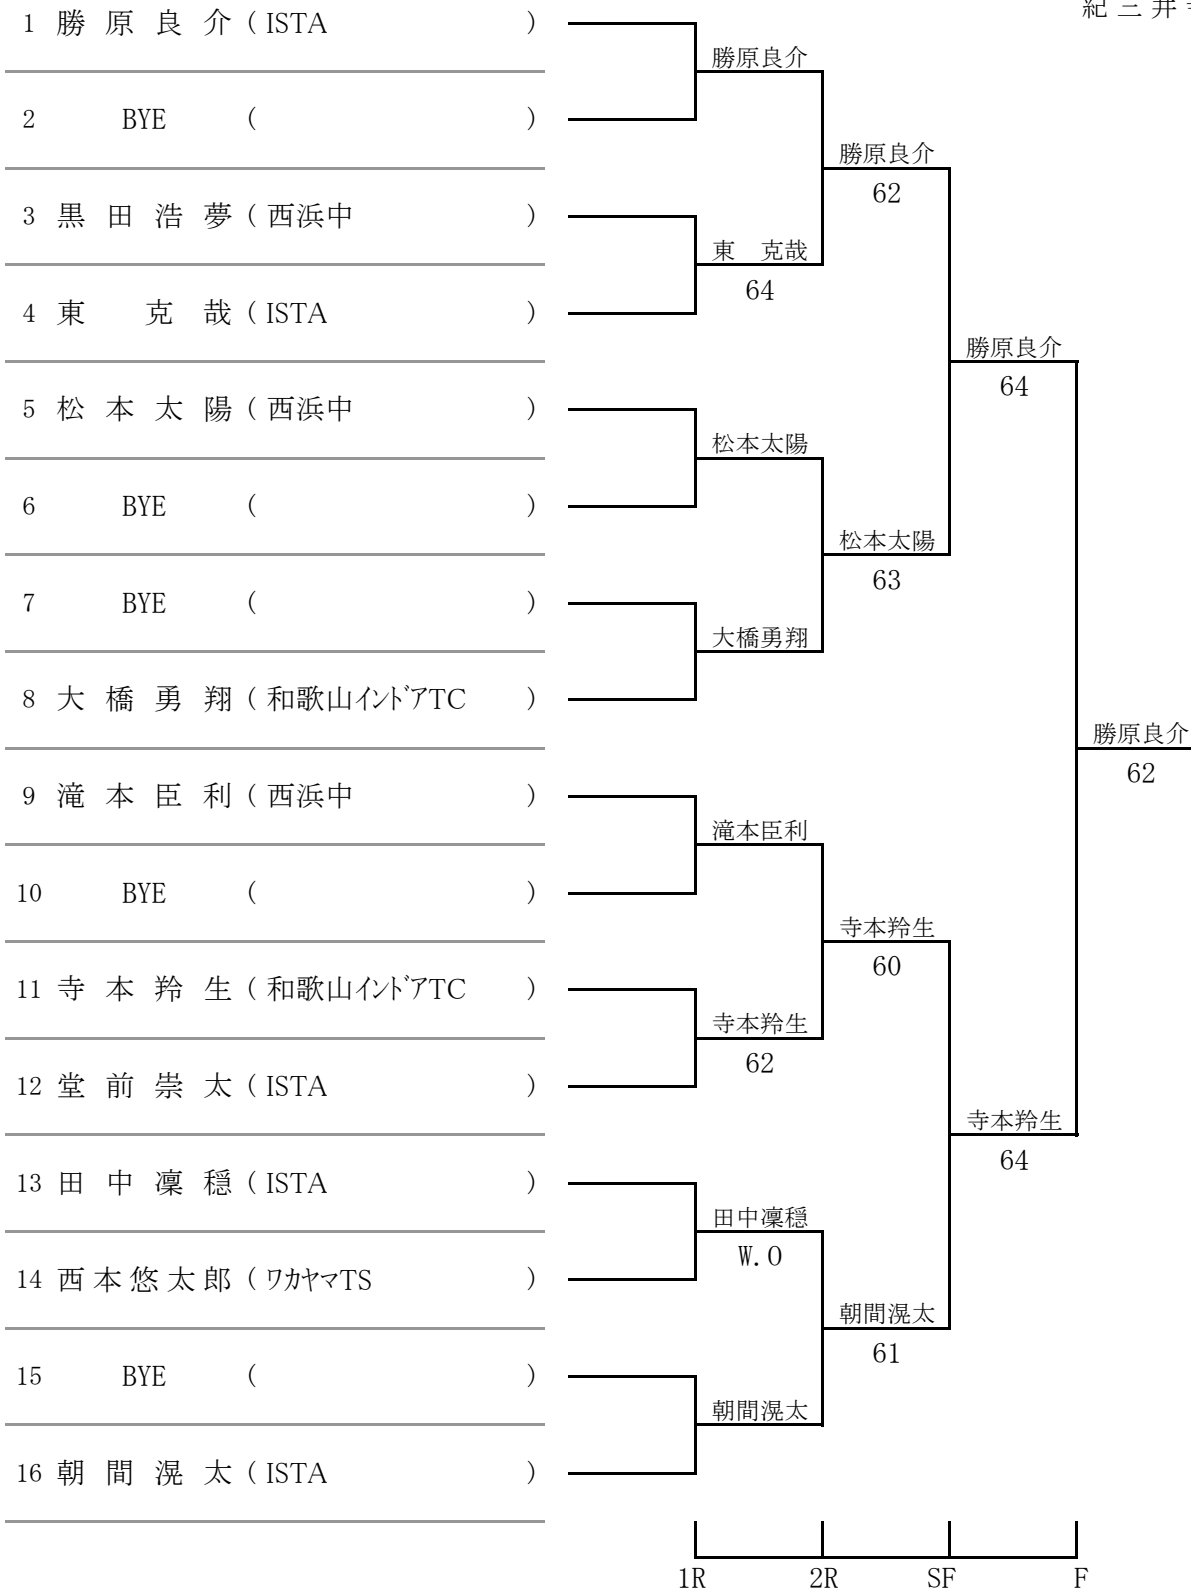 紀三井
1 勝原良介 ( ISTA )
勝原良介
2 BYE ( )
勝原良介
62
3 黒田浩夢 ( 西浜中 )
東 克哉
64
4 東 克哉 ( ISTA )
勝原良介
64
5 松本太陽 ( 西浜中 )
松本太陽
6 BYE ( )
松本太陽
63
7 BYE ( )
大橋勇翔
8 大橋勇翔 ( 和歌山インドアTC )
勝原良介
62
9 滝本臣利 ( 西浜中 )
滝本臣利
10 BYE ( )
寺本羚生
60
11 寺本羚生 ( 和歌山インドアTC )
寺本羚生
62
12 堂前崇太 ( ISTA )
寺本羚生
64
13 田中凜穏 ( ISTA )
田中凜穏
W.O
14 西本悠太郎 ( ワカヤマTS )
朝間滉太
61
15 BYE ( )
朝間滉太
16 朝間滉太 ( ISTA )
1R 2R SF F